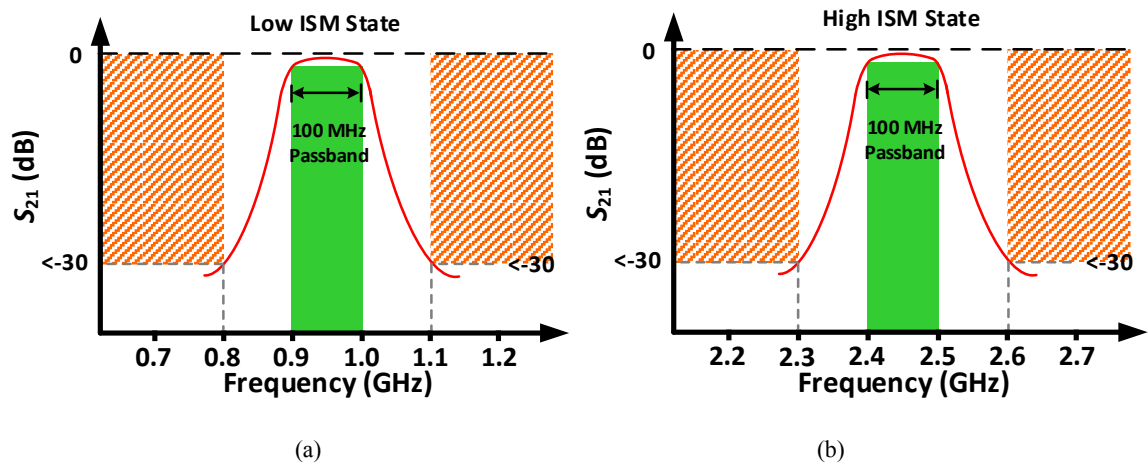 Low ISM State
0
S21 (dB)
100 MHz
Passband
<-30
<-30
0.7 0.8 0.9 1.0 1.1 1.2
Frequency (GHz)
(a)
High ISM State
0
S21 (dB)
100 MHz
Passband
<-30
<-30
2.2 2.3 2.4 2.5 2.6 2.7
Frequency (GHz)
(b)